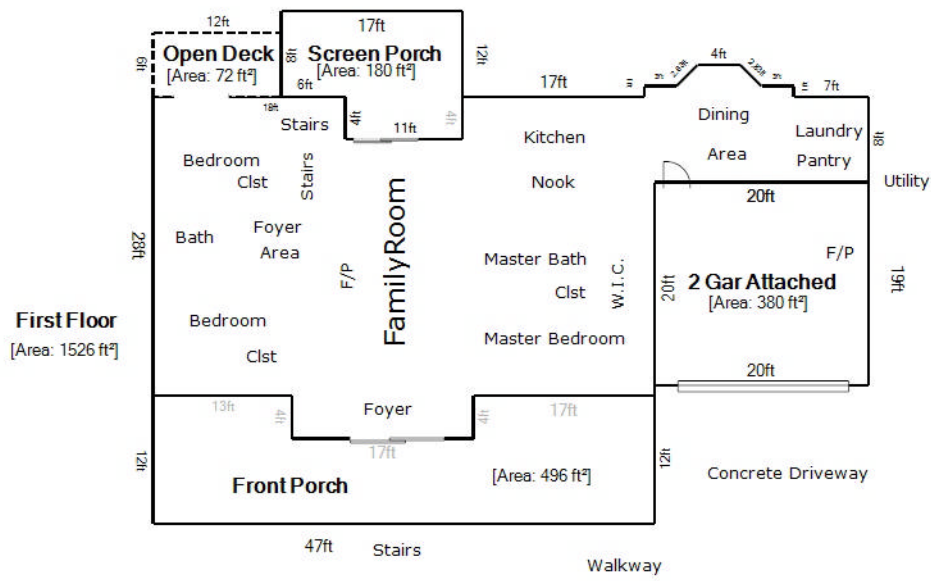 12ft
17ft
6ft
Open Deck
[Area: 72 ft²]
8ft
Screen Porch
[Area: 180 ft²]
12ft
4ft
2.83ft
2.83ft
17ft
7ft
6ft
18ft
4ft
4ft
11ft
Stairs
Kitchen
Dining
Area
Laundry
Pantry
8ft
Bedroom
Clst
Stairs
Nook
Utility
20ft
28ft
Bath
Foyer
Area
F/P
FamilyRoom
Master Bath
Clst
W.I.C.
20ft
F/P
2 Gar Attached
[Area: 380 ft²]
19ft
First Floor
[Area: 1526 ft²]
Bedroom
Clst
Master Bedroom
20ft
13ft
4ft
Foyer
4ft
17ft
17ft
12ft
Front Porch
[Area: 496 ft²]
12ft
Concrete Driveway
47ft
Stairs
Walkway